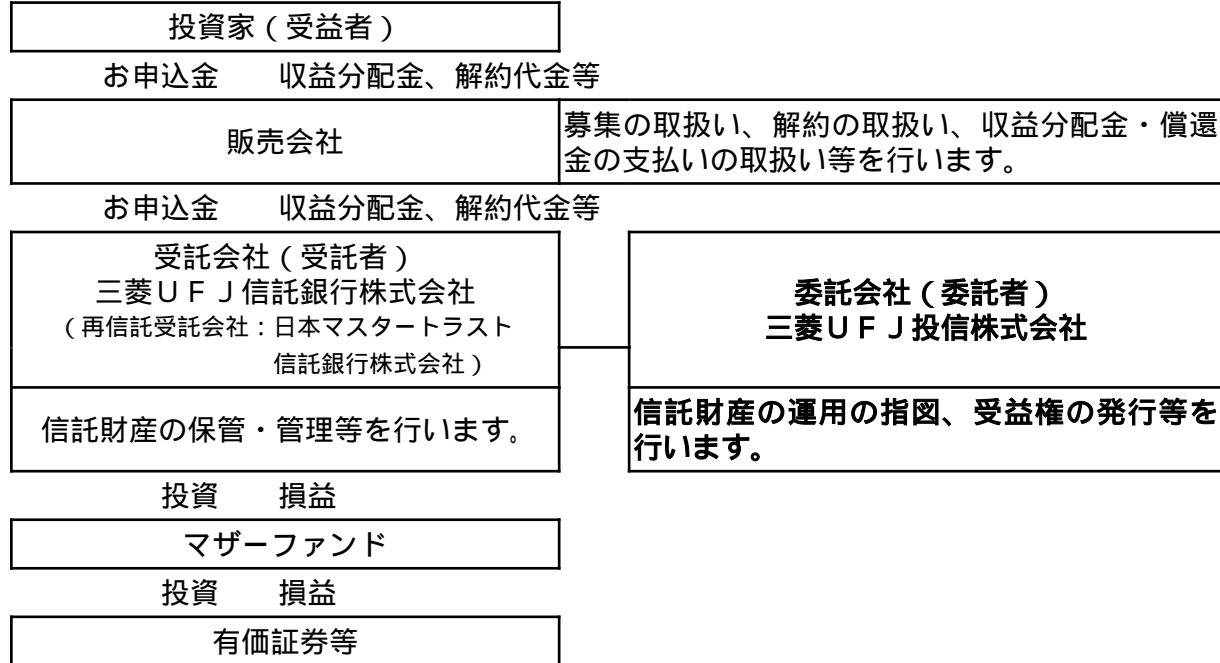 投資家（受益者）
お申込金　　収益分配金、解約代金等
販売会社
募集の取扱い、解約の取扱い、収益分配金・償還
金の支払いの取扱い等を行います。
お申込金　　収益分配金、解約代金等
受託会社（受託者）
三菱ＵＦＪ信託銀行株式会社
（再信託受託会社：日本マスタートラスト
信託銀行株式会社）
委託会社（委託者）
三菱ＵＦＪ投信株式会社
信託財産の保管・管理等を行います。
信託財産の運用の指図、受益権の発行等を
行います。
投資　　損益
マザーファンド
投資　　損益
有価証券等